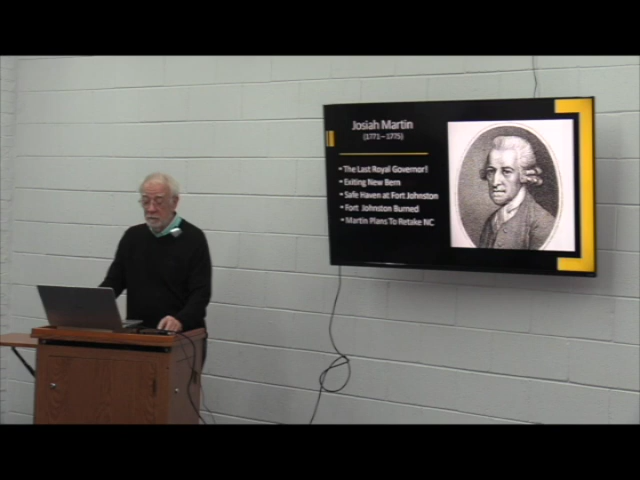 Josiah Martin
(1771 – 1775)
• The Last Royal Governor!
• Exiting New Bern
• Safe Haven at Fort Johnston
• Fort Johnston Burned
• Martin Plans To Retake NC